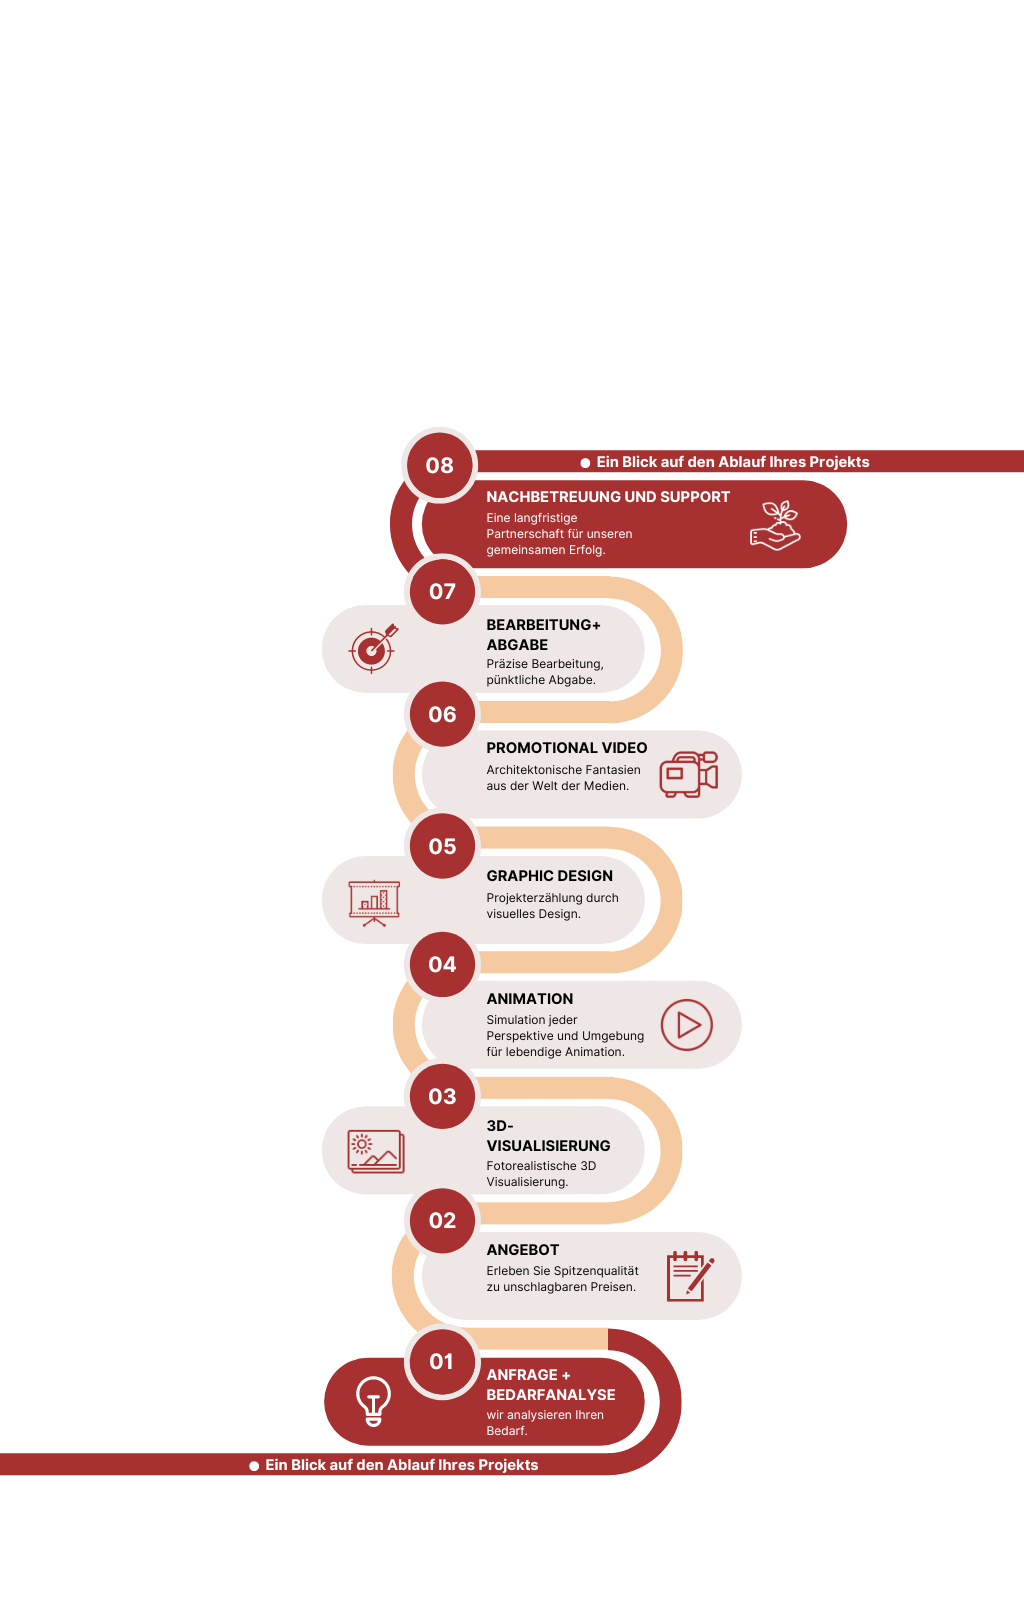 08
Ein Blick auf den Ablauf Ihres Projekts
NACHBETREUUNG UND SUPPORT
Eine langfristige
Partnerschaft für unseren
gemeinsamen Erfolg.
07
BEARBEITUNG+
ABGABE
Präzise Bearbeitung,
pünktliche Abgabe.
06
PROMOTIONAL VIDEO
Architektonische Fantasien
aus der Welt der Medien.
05
GRAPHIC DESIGN
Projekterzählung durch
visuelles Design.
04
ANIMATION
Simulation jeder
Perspektive und Umgebung
für lebendige Animation.
03
3D-
VISUALISIERUNG
Fotorealistische 3D
Visualisierung.
02
ANGEBOT
Erleben Sie Spitzenqualität
zu unschlagbaren Preisen.
01
ANFRAGE +
BEDARFANALYSE
wir analysieren Ihren
Bedarf.
Ein Blick auf den Ablauf Ihres Projekts